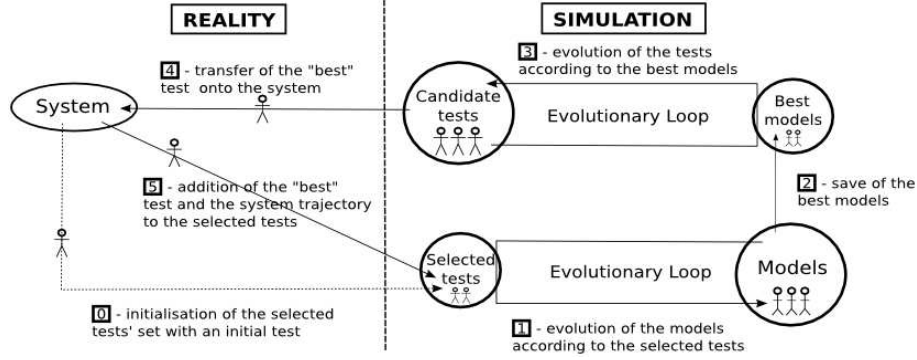 REALITY
SIMULATION
4 - transfer of the "best"
test onto the system
3 - evolution of the tests
according to the best models
System
Candidate
tests
Evolutionary Loop
Best
models
5 - addition of the "best"
test and the system trajectory
to the selected tests
2 - save of the
best models
Selected
tests
Evolutionary Loop
Models
0 - initialisation of the selected
tests' set with an initial test
1 - evolution of the models
according to the selected tests